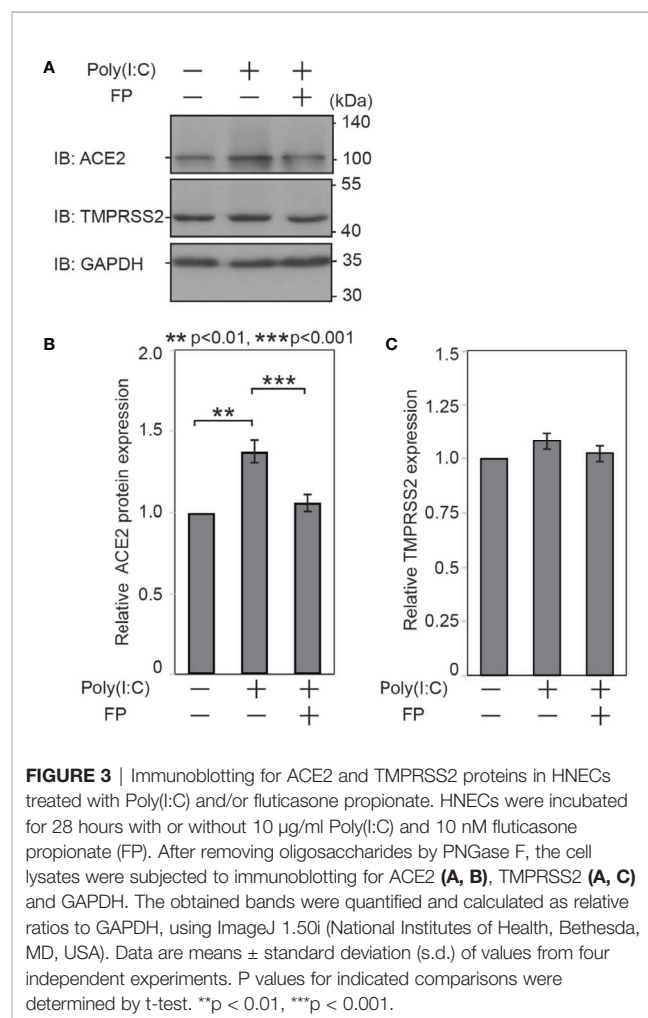 A
Poly(I:C) — + +
FP — — + (kDa)
140
IB: ACE2 100
55
IB: TMPRSS2
40
IB: GAPDH 35
30
B
** p<0.01, ***p<0.001
C
Relative ACE2 protein expression
2.0
1.5
1.0
0.5
0
**
***
Poly(I:C) — + +
FP — — +
Relative TMPRSS2 expression
1.5
1.25
1.0
0.75
0.5
0.25
0
Poly(I:C) — + +
FP — — +
FIGURE 3 | Immunoblotting for ACE2 and TMPRSS2 proteins in HNECs
treated with Poly(I:C) and/or fluticasone propionate. HNECs were incubated
for 28 hours with or without 10 µg/ml Poly(I:C) and 10 nM fluticasone
propionate (FP). After removing oligosaccharides by PNGase F, the cell
lysates were subjected to immunoblotting for ACE2 (A, B), TMPRSS2 (A, C)
and GAPDH. The obtained bands were quantified and calculated as relative
ratios to GAPDH, using ImageJ 1.50i (National Institutes of Health, Bethesda,
MD, USA). Data are means ± standard deviation (s.d.) of values from four
independent experiments. P values for indicated comparisons were
determined by t-test. **p < 0.01, ***p < 0.001.